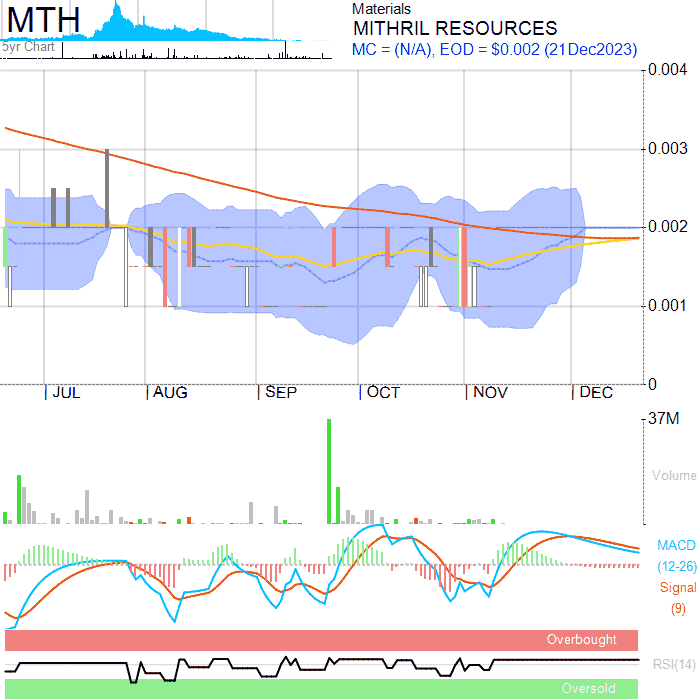 MTH
5yr Chart
Materials
MITHRIL RESOURCES
MC = (N/A), EOD = $0.002 (21Dec2023)
0.004
0.003
0.002
0.001
0
JUL AUG SEP OCT NOV DEC
37M
Volume
MACD
(12-26)
Signal
(9)
Overbought
RSI(14)
Oversold